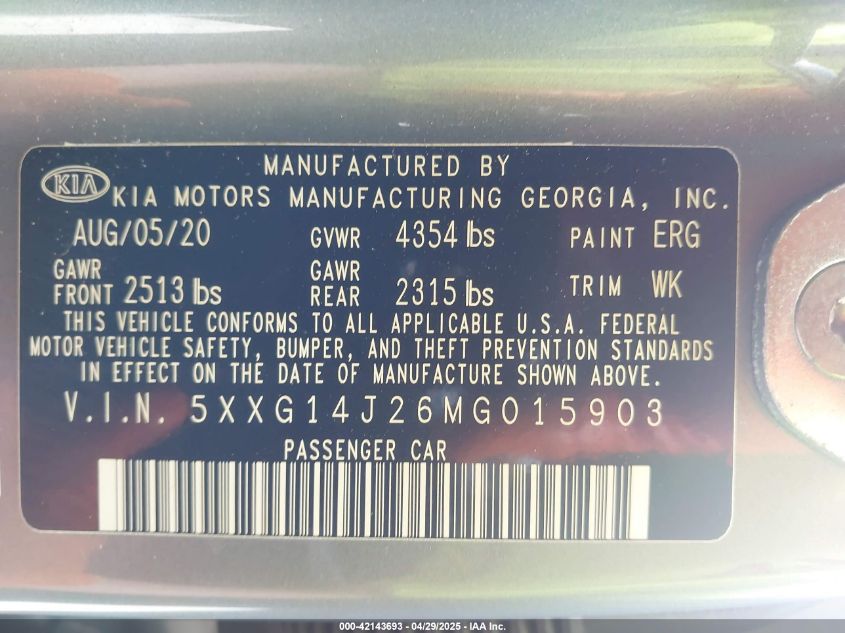 MANUFACTURED BY
KIA KIA MOTORS MANUFACTURING GEORGIA, INC.
AUG/05/20 GVWR 4354 lbs PAINT ERG
GAWR FRONT 2513 lbs GAWR REAR 2315 lbs TRIM WK
THIS VEHICLE CONFORMS TO ALL APPLICABLE U.S.A. FEDERAL
MOTOR VEHICLE SAFETY, BUMPER, AND THEFT PREVENTION STANDARDS
IN EFFECT ON THE DATE OF MANUFACTURE SHOWN ABOVE.
V.I.N. 5XXG14J26MG015903
PASSENGER CAR
000-42143693 - 04/29/2025 - IAA Inc.